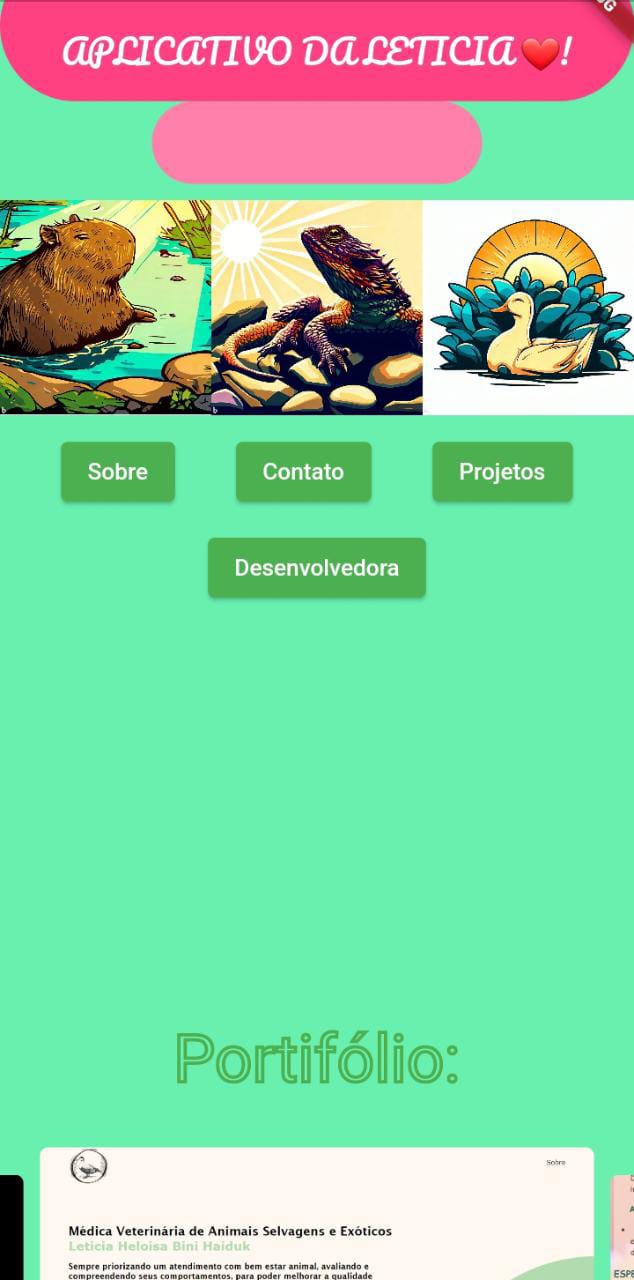 APLICATIVO DA LETICIA❤️!
Sobre
Contato
Projetos
Desenvolvedora
Portifólio:
Sobre
Médica Veterinária de Animais Selvagens e Exóticos
Leticia Heloisa Bini Haiduk
Sempre priorizando um atendimento com bem estar animal, avaliando e
compreendendo seus comportamentos, para poder melhorar a qualidade